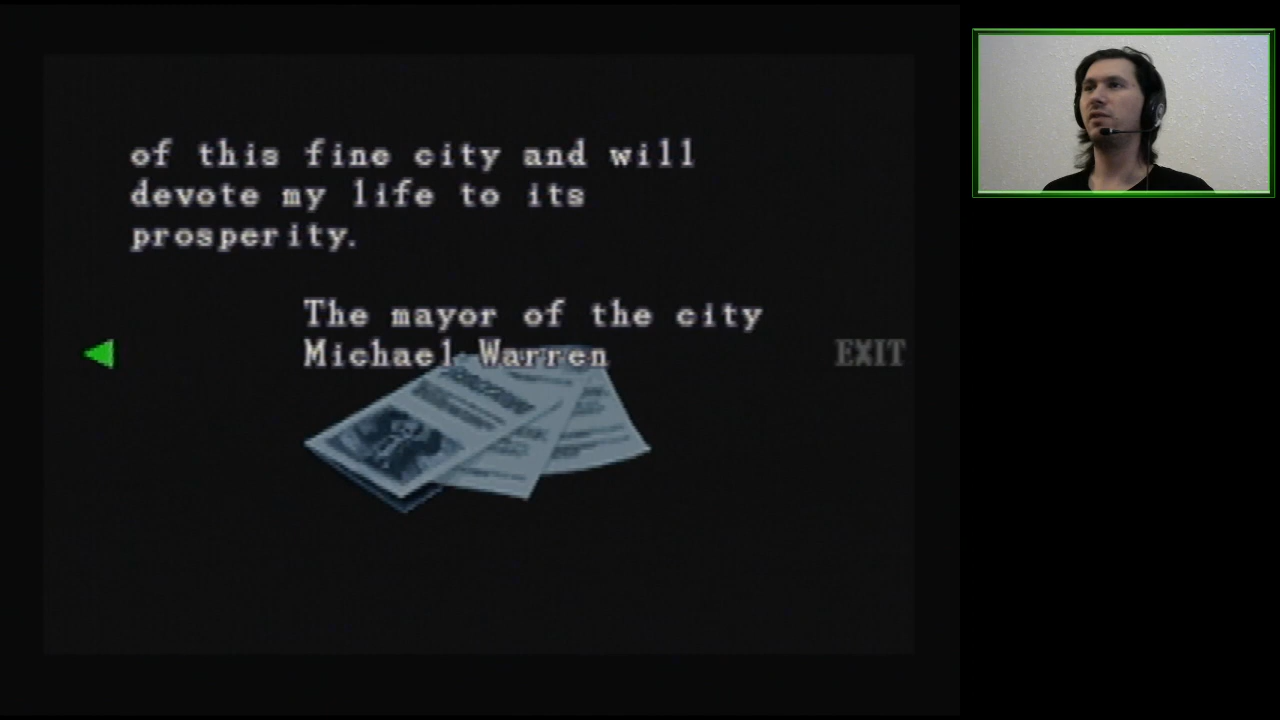 of this fine city and will
devote my life to its
prosperity.
The mayor of the city
Michael Warren
EXIT